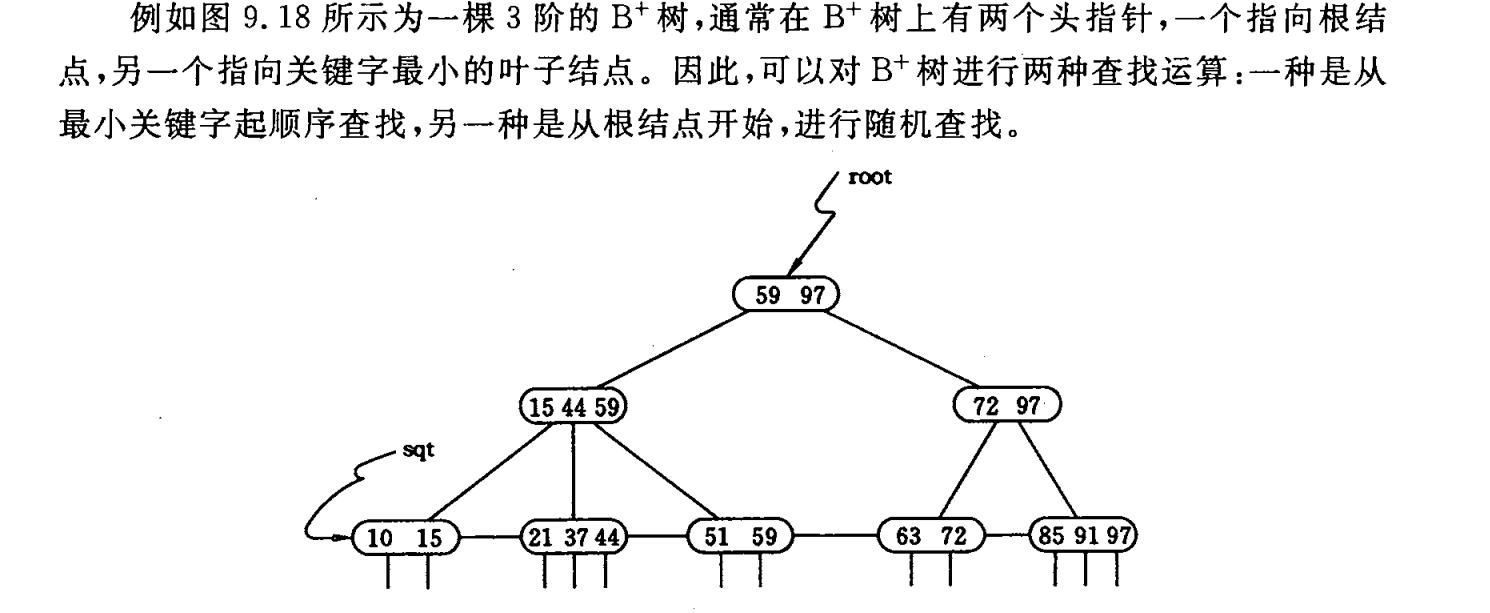 例如图 9.18 所示为一棵 3 阶的 B⁺ 树,通常在 B⁺ 树上有两个头指针,一个指向根结
点,另一个指向关键字最小的叶子结点。因此,可以对 B⁺ 树进行两种查找运算:一种是从
最小关键字起顺序查找,另一种是从根结点开始,进行随机查找。
root
59 97
15 44 59
72 97
sqt
10 15
21 37 44
51 59
63 72
85 91 97